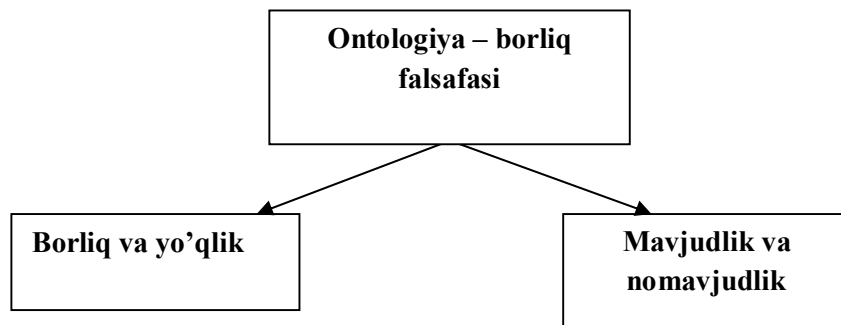 Ontologiya – borliq
falsafasi
Borliq va yo’qlik
Mavjudlik va
nomavjudlik